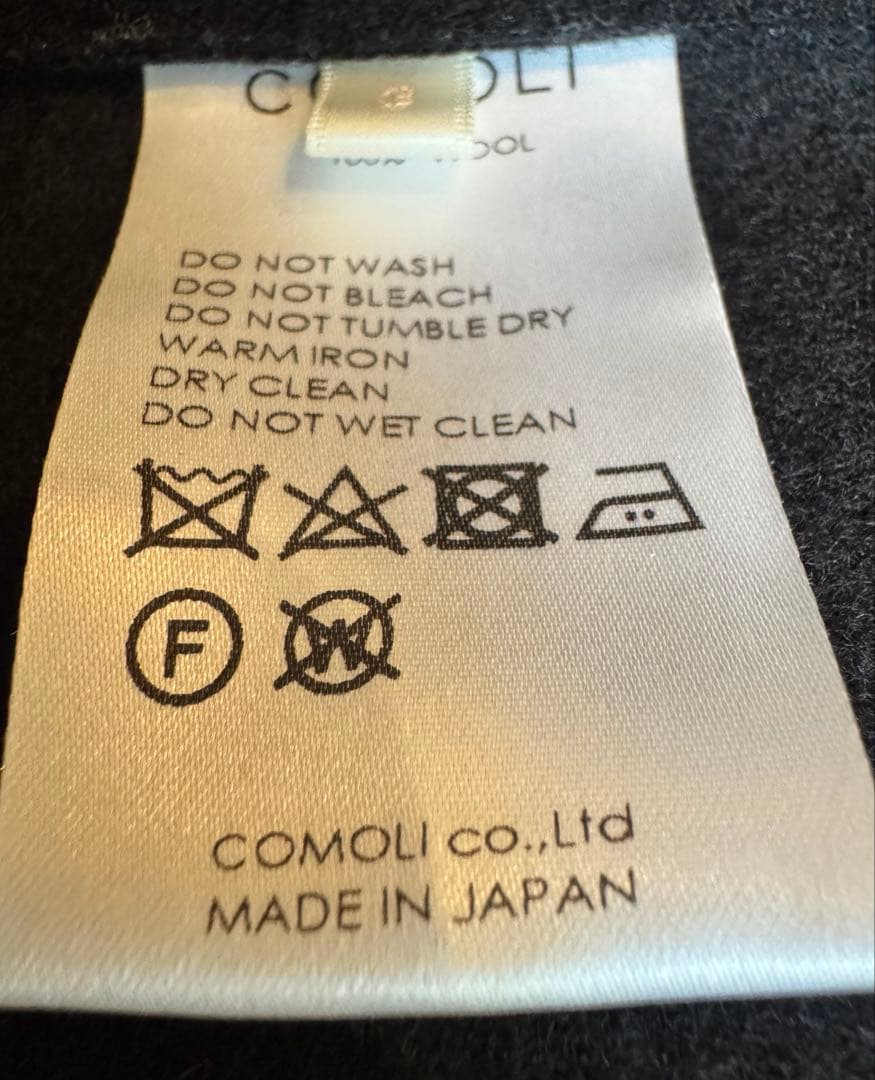 DO NOT WASH
DO NOT BLEACH
DO NOT TUMBLE DRY
WARM IRON
DRY CLEAN
DO NOT WET CLEAN
F W
COMOLI co.,Ltd
MADE IN JAPAN